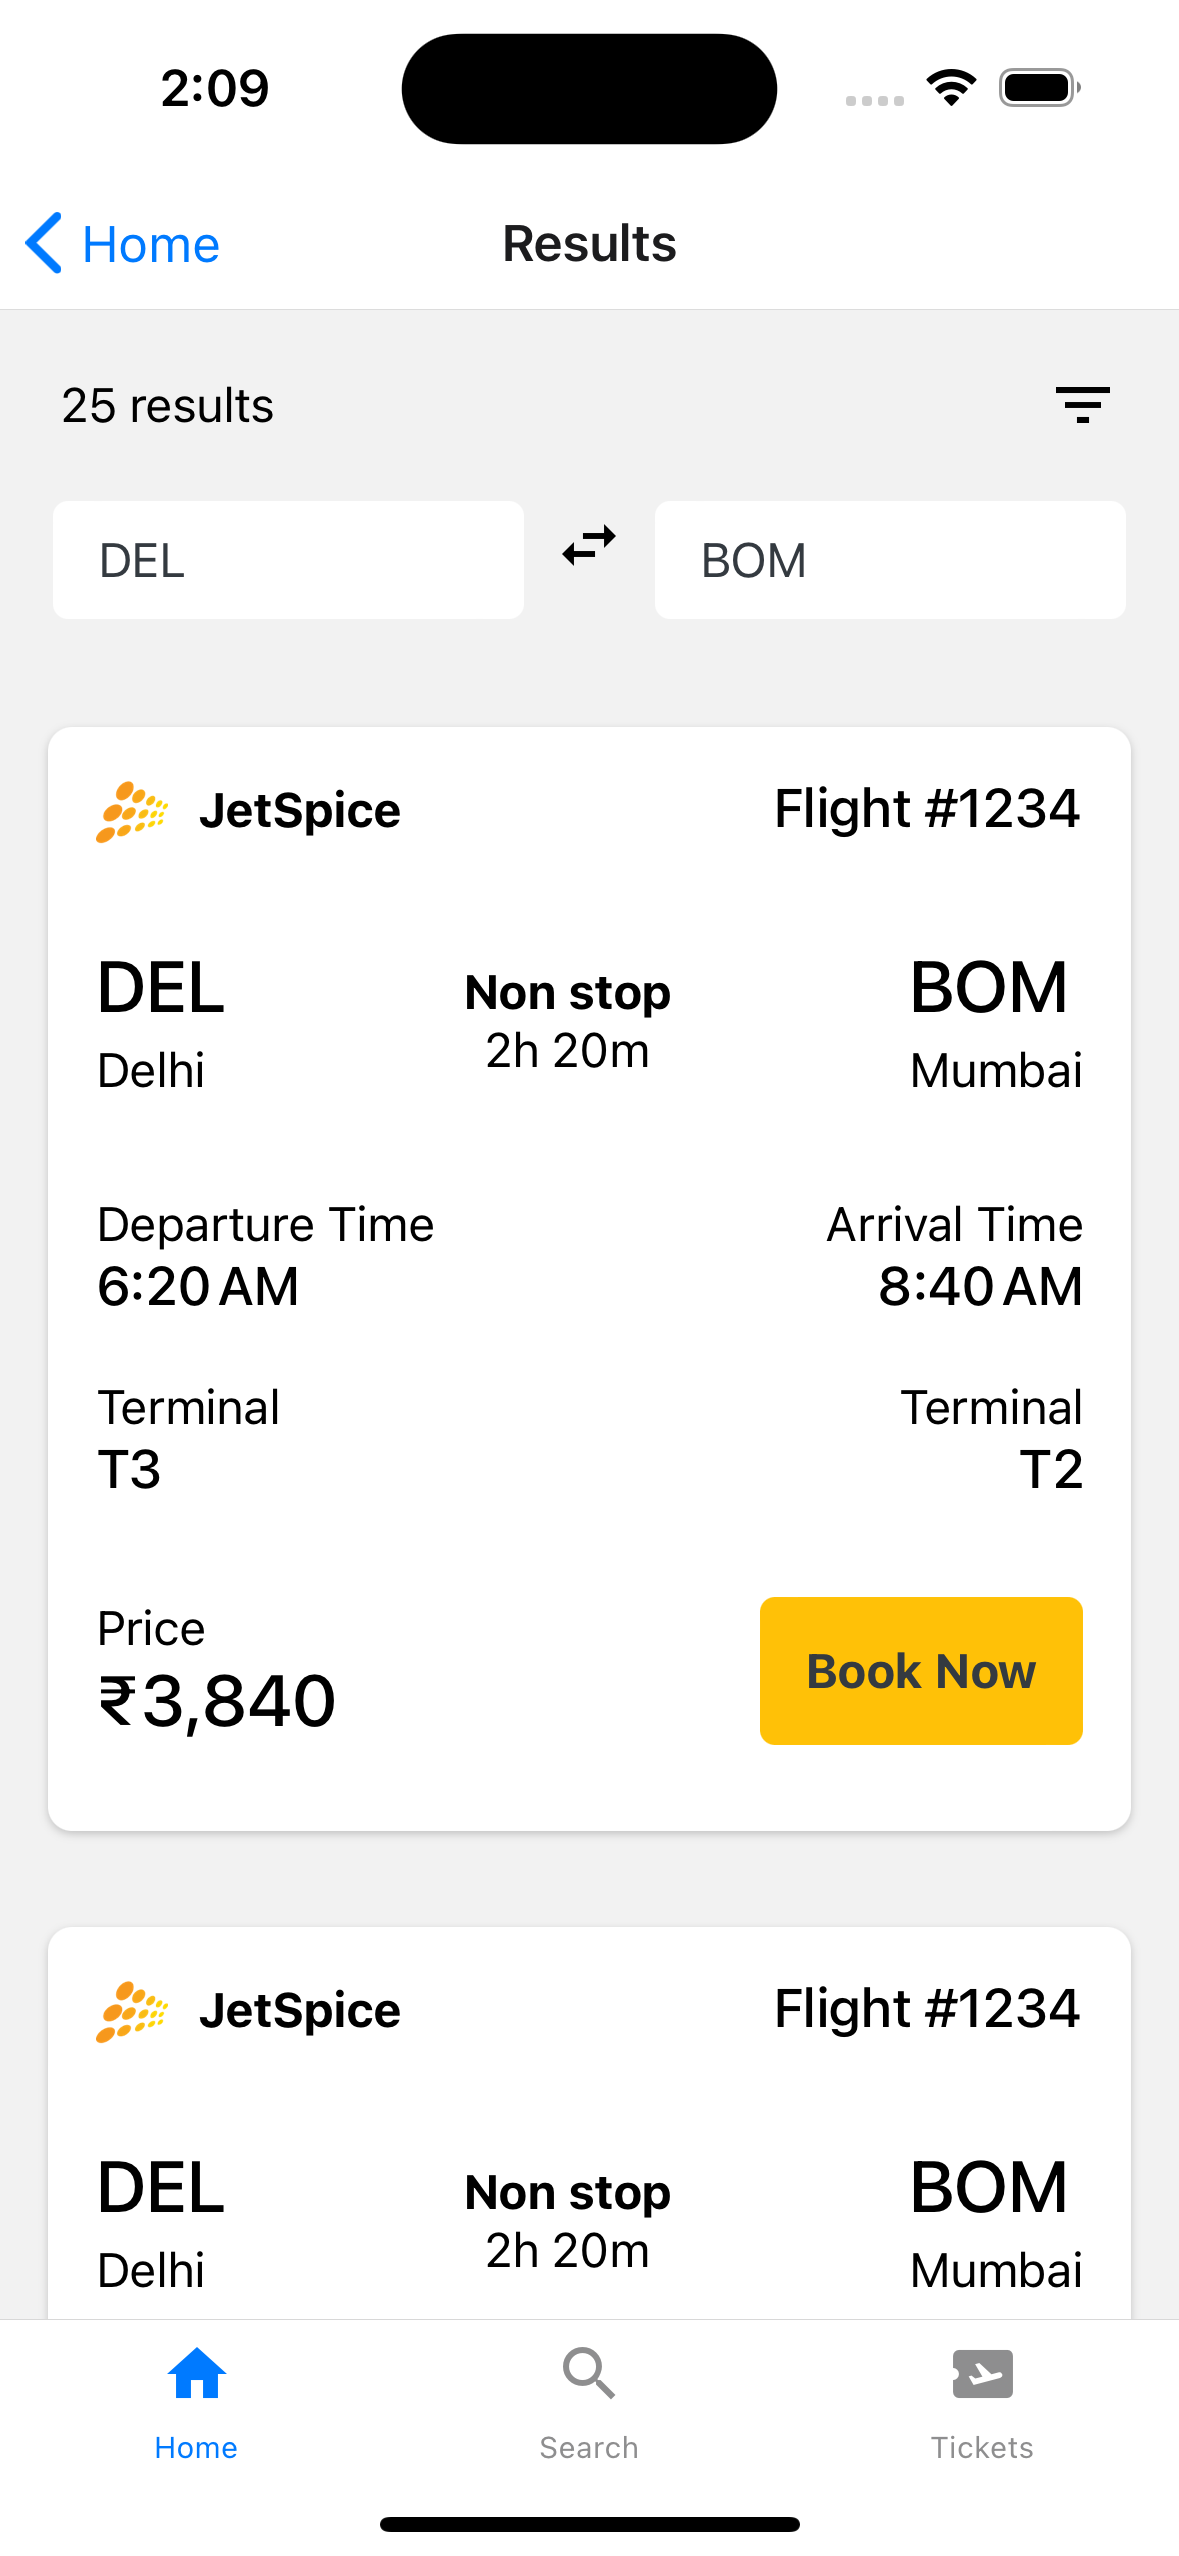 2:09
Home
Results
25 results
DEL
BOM
JetSpice
Flight #1234
DEL
Non stop
BOM
Delhi
2h 20m
Mumbai
Departure Time
Arrival Time
6:20 AM
8:40 AM
Terminal
Terminal
T3
T2
Price
₹3,840
Book Now
JetSpice
Flight #1234
DEL
Non stop
BOM
Delhi
2h 20m
Mumbai
Home
Search
Tickets